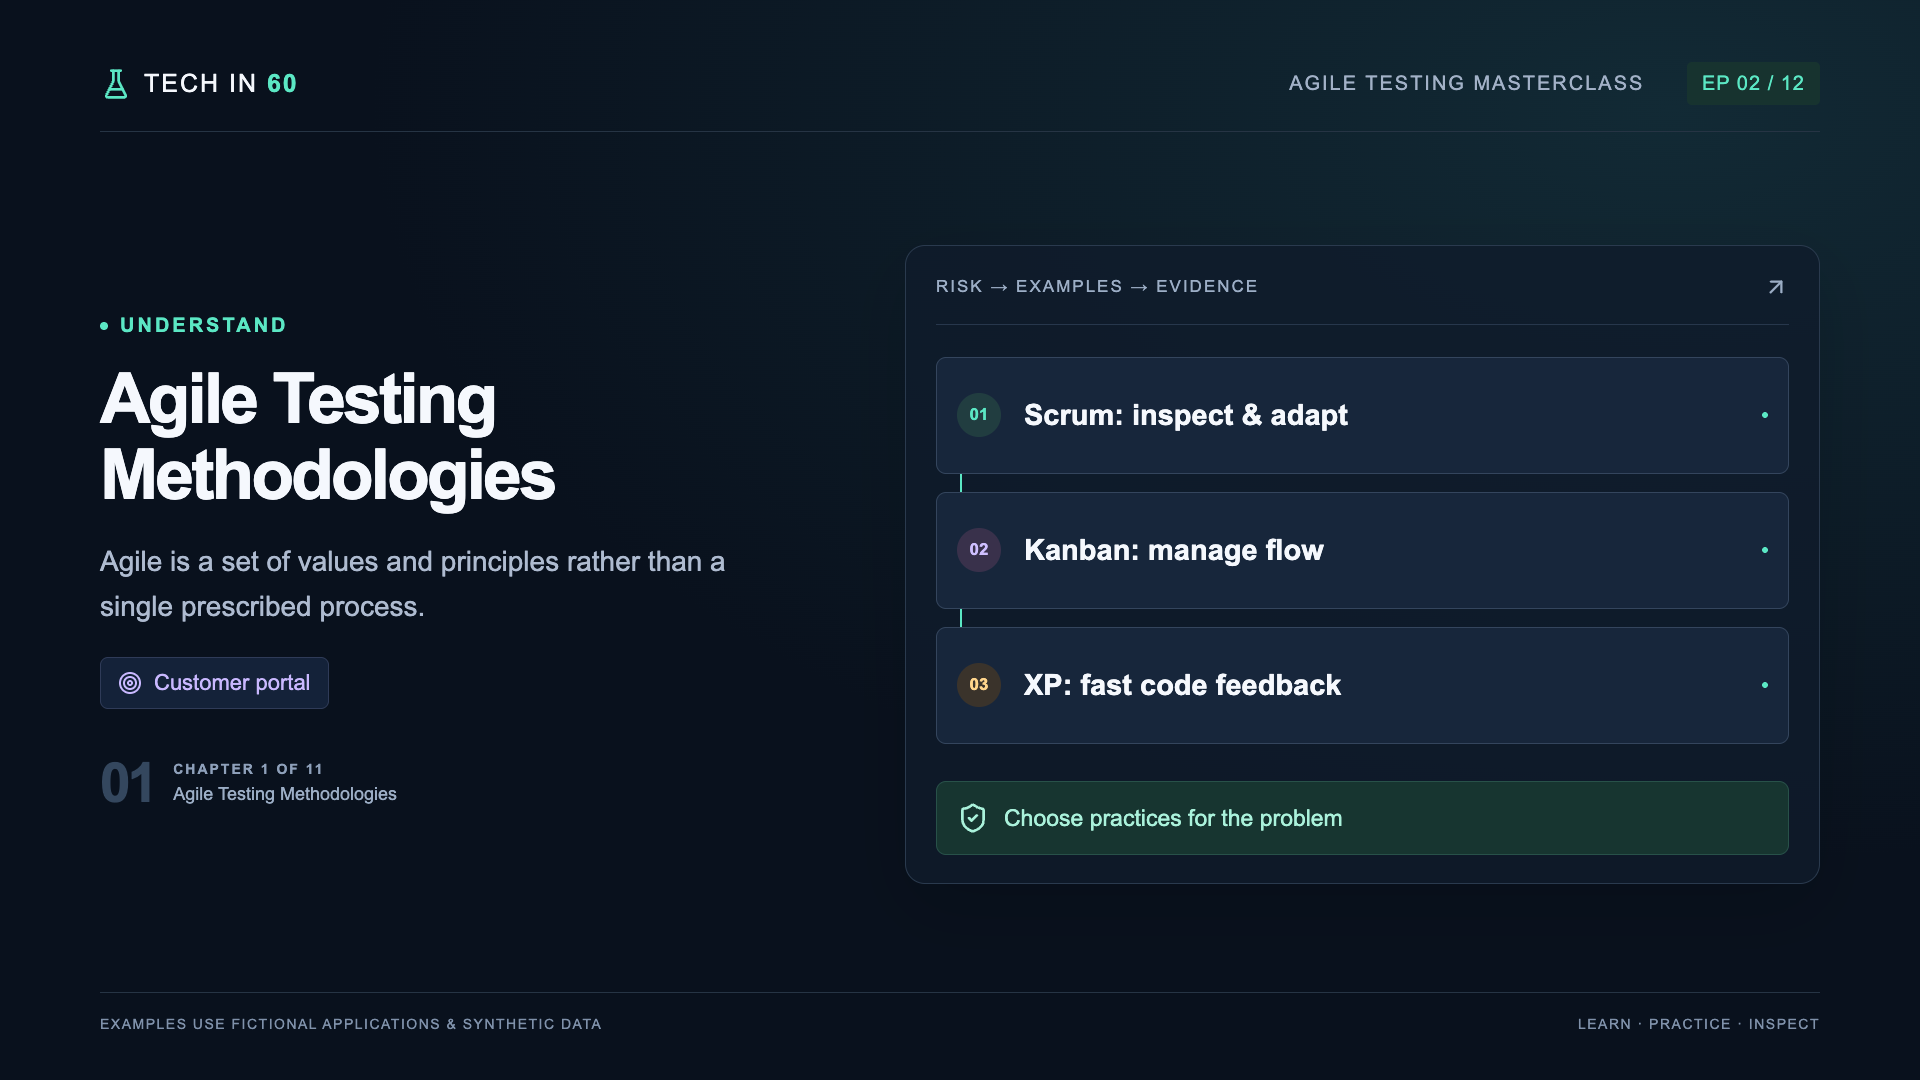 TECH IN 60
AGILE TESTING MASTERCLASS
EP 02 / 12
UNDERSTAND
Agile Testing
Methodologies
Agile is a set of values and principles rather than a
single prescribed process.
Customer portal
01
CHAPTER 1 OF 11
Agile Testing Methodologies
RISK → EXAMPLES → EVIDENCE
01
Scrum: inspect & adapt
02
Kanban: manage flow
03
XP: fast code feedback
Choose practices for the problem
EXAMPLES USE FICTIONAL APPLICATIONS & SYNTHETIC DATA
LEARN · PRACTICE · INSPECT